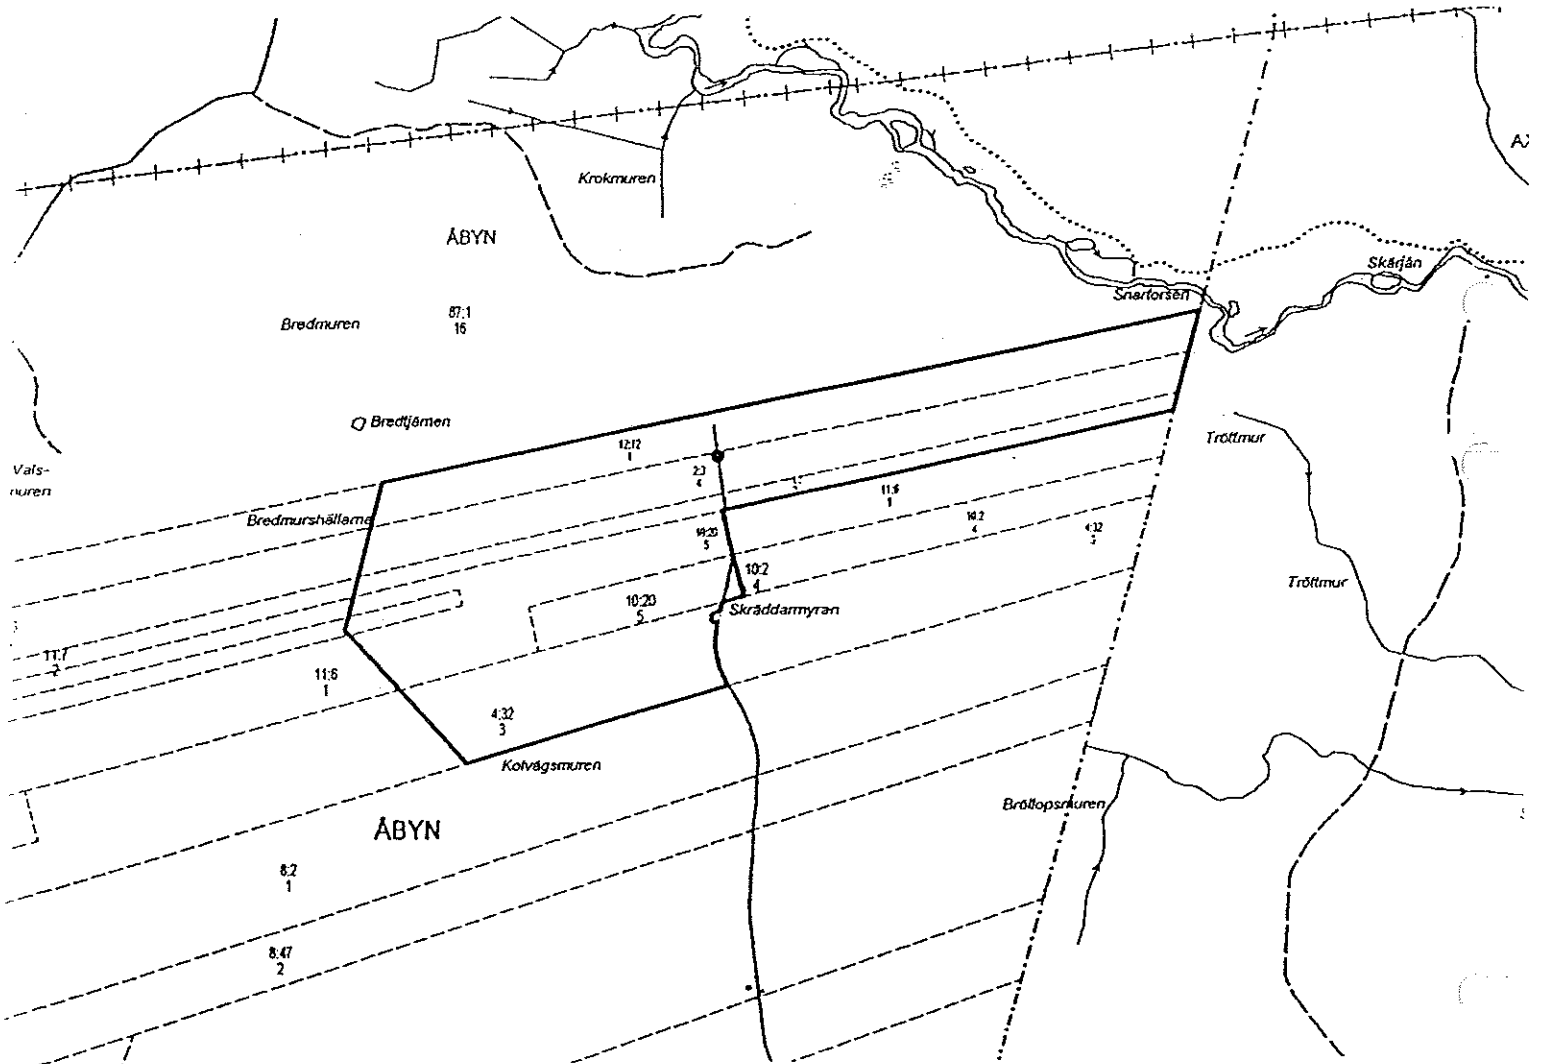 Krokmuren
ÅBYN
Skärjån
Snartorsen
Bredmuren
87:1
16
Bredtjärnen
Tröttmur
12:12
1
Vals-
muren
2:3
4
11:6
1
Bredmurshällarna
14:2
4
4:32
3
10:2
4
10:20
5
Skräddarmyran
Tröttmur
11:7
2
11:6
1
4:32
3
Kolvägsmuren
Bröllopsmuren
ÅBYN
8:2
1
8:47
2